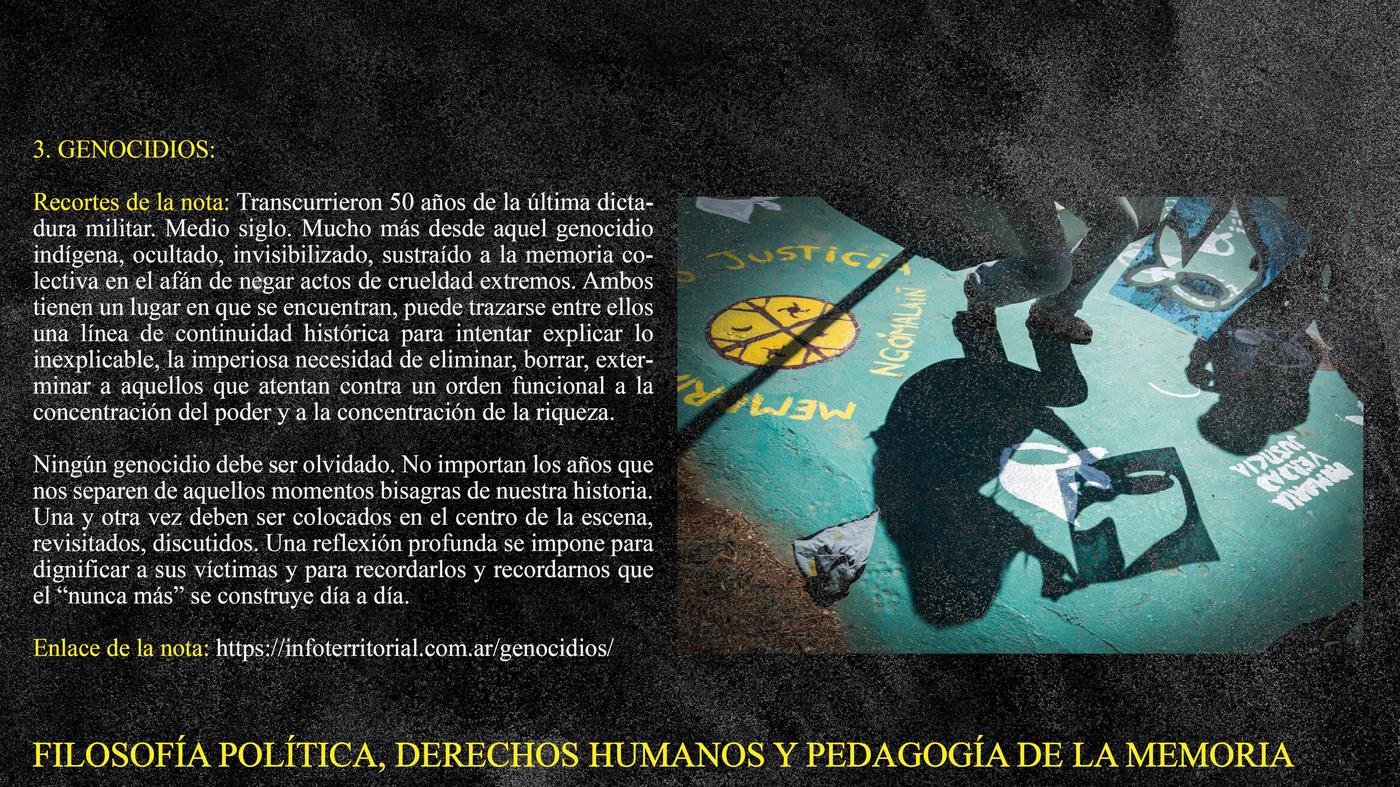 3. GENOCIDIOS:
Recortes de la nota: Transcurrieron 50 años de la última dicta-
dura militar. Medio siglo. Mucho más desde aquel genocidio
indígena, ocultado, invisibilizado, sustraído a la memoria co-
lectiva en el afán de negar actos de crueldad extremos. Ambos
tienen un lugar en que se encuentran, puede trazarse entre ellos
una línea de continuidad histórica para intentar explicar lo
inexplicable, la imperiosa necesidad de eliminar, borrar, exter-
minar a aquellos que atentan contra un orden funcional a la
concentración del poder y a la concentración de la riqueza.
Ningún genocidio debe ser olvidado. No importan los años que
nos separen de aquellos momentos bisagras de nuestra historia.
Una y otra vez deben ser colocados en el centro de la escena,
revisitados, discutidos. Una reflexión profunda se impone para
dignificar a sus víctimas y para recordarlos y recordarnos que
el “nunca más” se construye día a día.
Enlace de la nota: https://infoterritorial.com.ar/genocidios/
JUSTICIA
NGÓMALAIÑ
MEMORIA
VERDAD
JUSTICIA
FILOSOFÍA POLÍTICA, DERECHOS HUMANOS Y PEDAGOGÍA DE LA MEMORIA